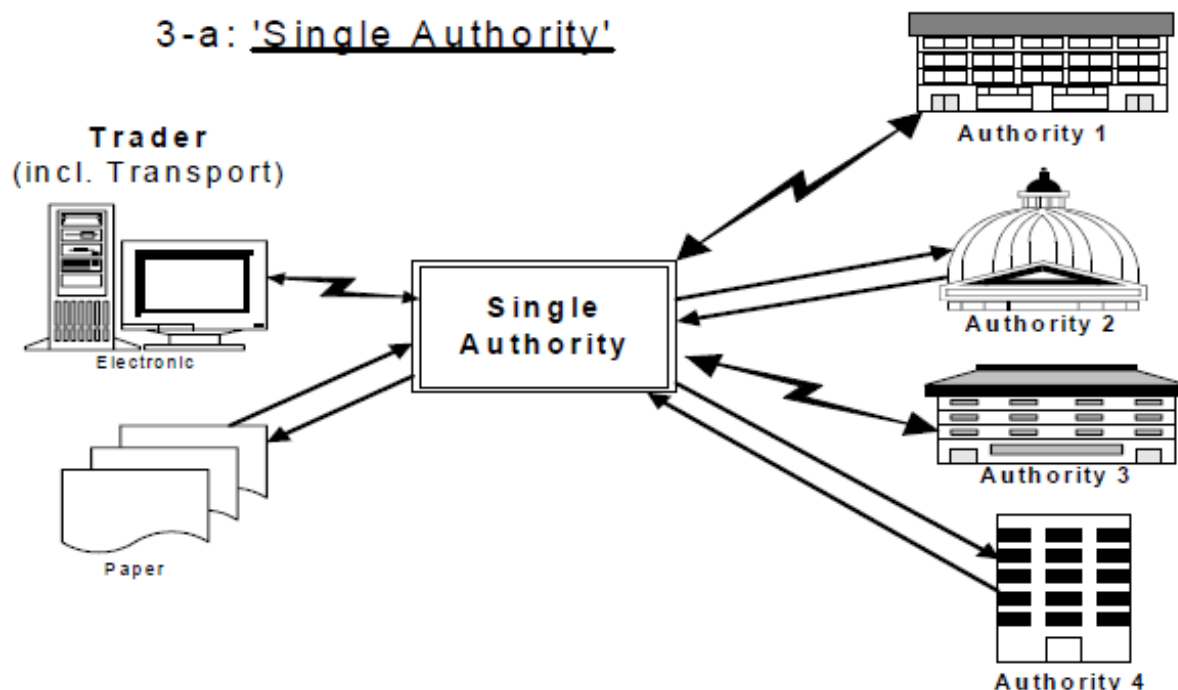 3-a: 'Single Authority'
Trader
(incl. Transport)
Electronic
Paper
Single
Authority
Authority 1
Authority 2
Authority 3
Authority 4